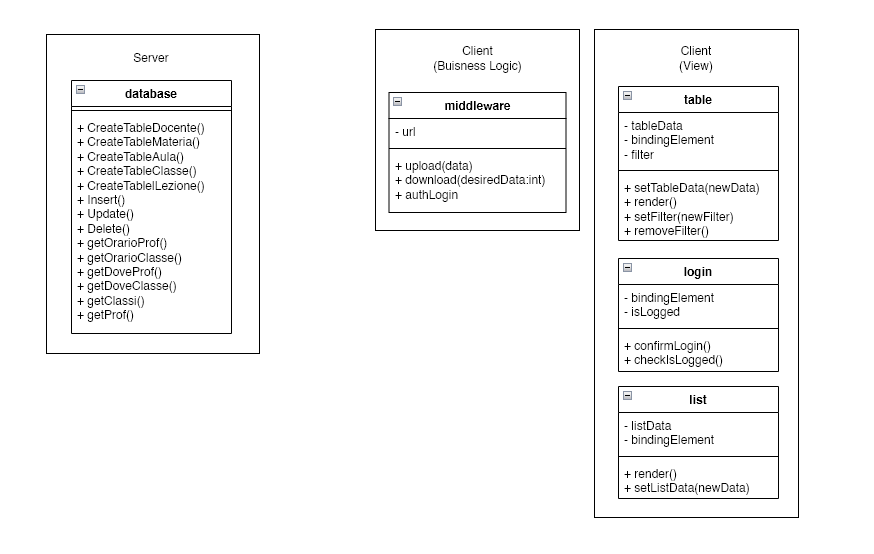 Server
database
+ CreateTableDocente()
+ CreateTableMateria()
+ CreateTableAula()
+ CreateTableClasse()
+ CreateTablelLezione()
+ Insert()
+ Update()
+ Delete()
+ getOrarioProf()
+ getOrarioClasse()
+ getDoveProf()
+ getDoveClasse()
+ getClassi()
+ getProf()
Client
(Buisness Logic)
middleware
- url
+ upload(data)
+ download(desiredData:int)
+ authLogin
Client
(View)
table
- tableData
- bindingElement
- filter
+ setTableData(newData)
+ render()
+ setFilter(newFilter)
+ removeFilter()
login
- bindingElement
- isLogged
+ confirmLogin()
+ checkIsLogged()
list
- listData
- bindingElement
+ render()
+ setListData(newData)